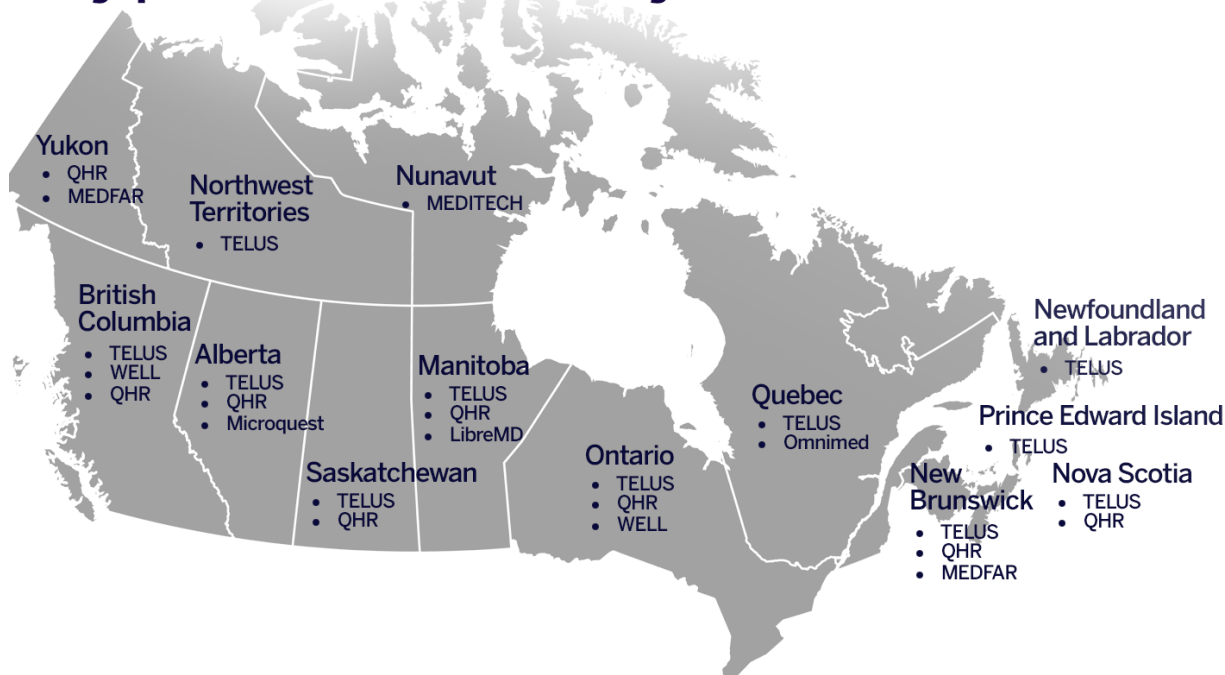 Yukon
• QHR
• MEDFAR
Northwest
Territories
• TELUS
Nunavut
• MEDITECH
British
Columbia
• TELUS
• WELL
• QHR
Alberta
• TELUS
• QHR
• Microquest
Saskatchewan
• TELUS
• QHR
Manitoba
• TELUS
• QHR
• LibreMD
Ontario
• TELUS
• QHR
• WELL
Quebec
• TELUS
• Omnimed
Newfoundland
and Labrador
• TELUS
Prince Edward Island
• TELUS
New
Brunswick
• TELUS
• QHR
• MEDFAR
Nova Scotia
• TELUS
• QHR